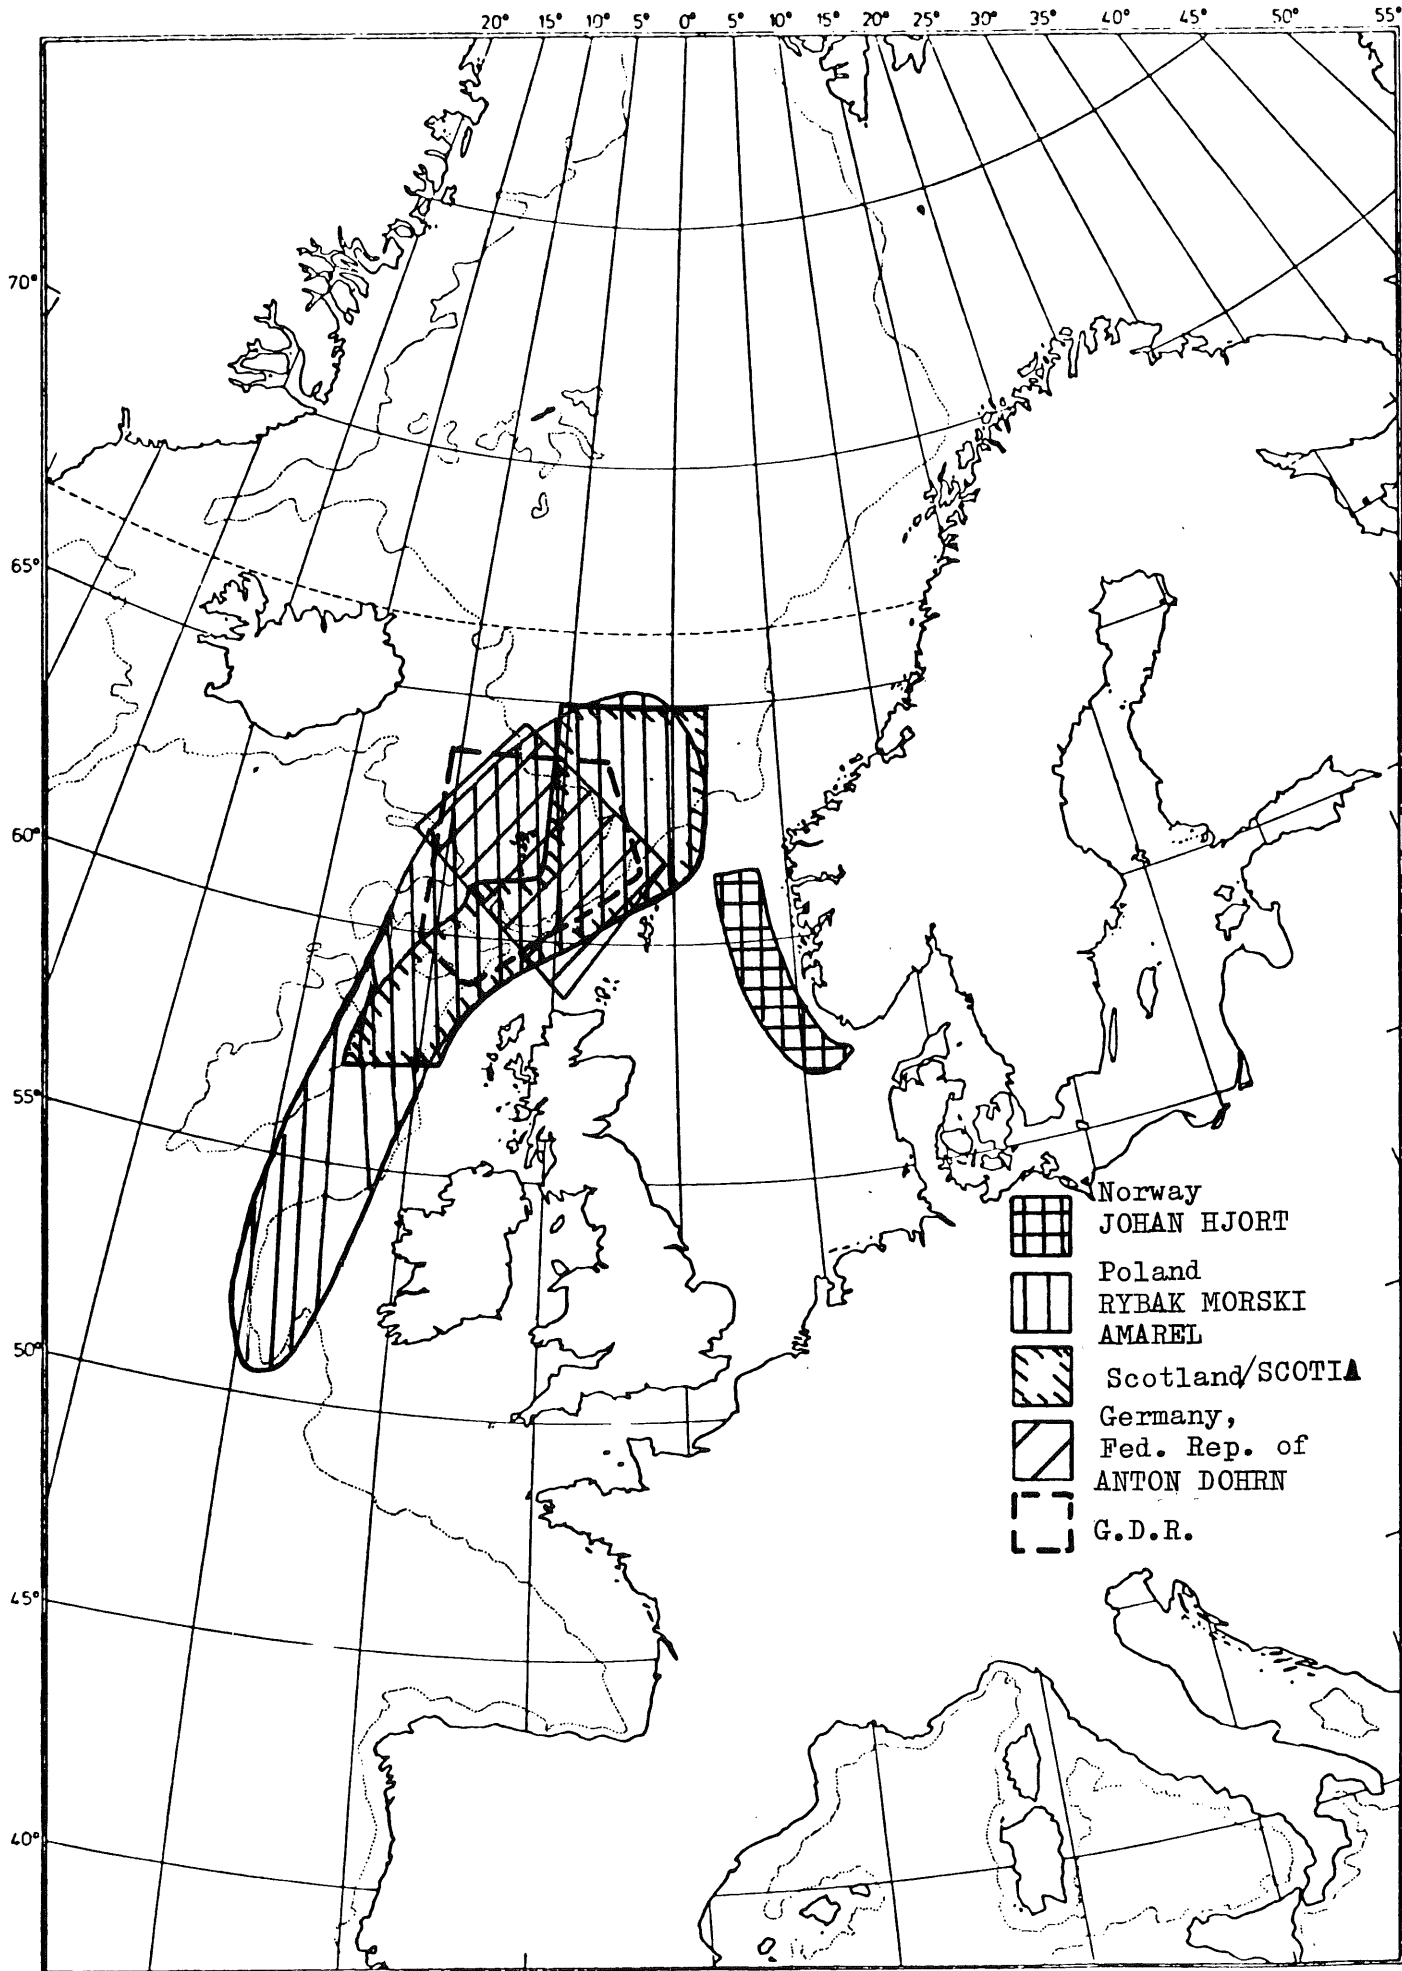 20° 15° 10° 5° 0° 5° 10° 15° 20° 25° 30° 35° 40° 45° 50° 55°
70°
65°
60°
55°
50°
45°
40°
Norway
JOHAN HJORT
Poland
RYBAK MORSKI
AMAREL
Scotland/SCOTIA
Germany,
Fed. Rep. of
ANTON DOHRN
G.D.R.